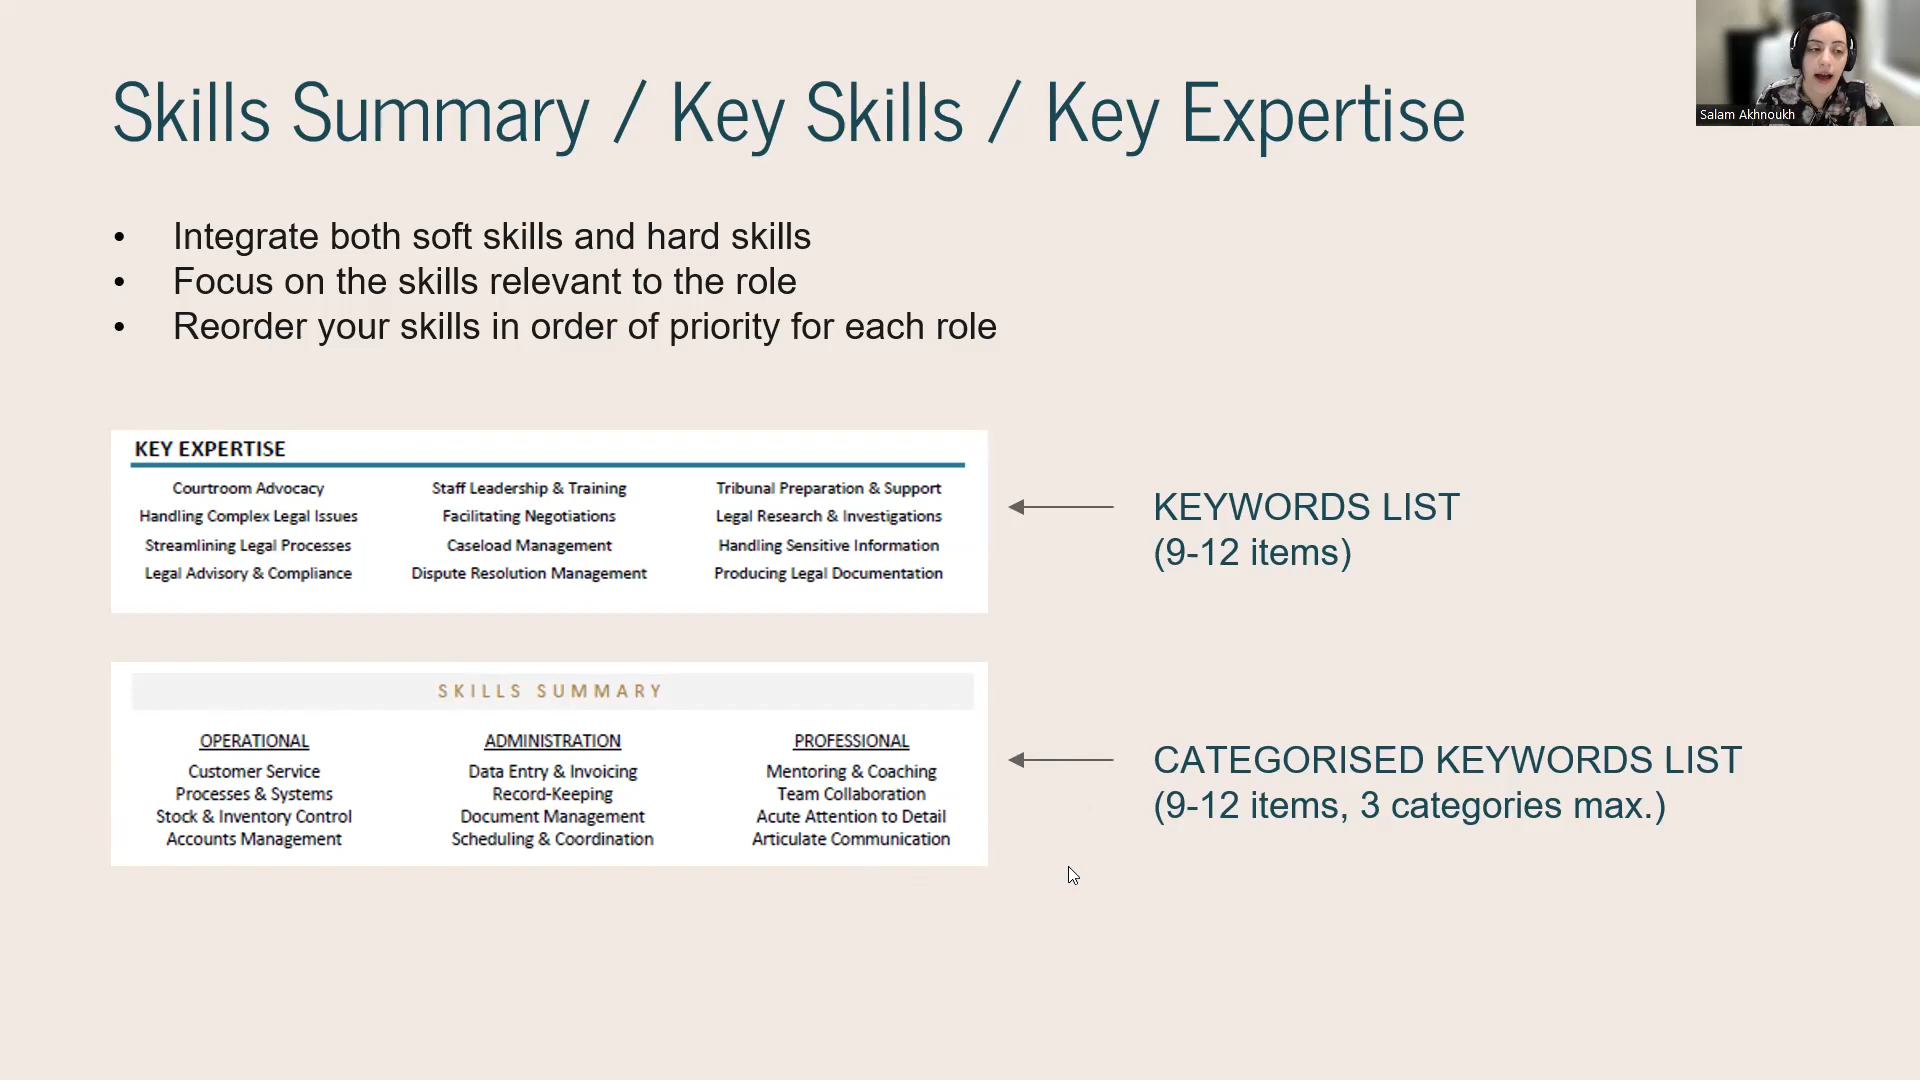 Skills Summary / Key Skills / Key Expertise
Salam Akhnoukh
• Integrate both soft skills and hard skills
• Focus on the skills relevant to the role
• Reorder your skills in order of priority for each role
KEY EXPERTISE
Courtroom Advocacy Staff Leadership & Training Tribunal Preparation & Support
Handling Complex Legal Issues Facilitating Negotiations Legal Research & Investigations
Streamlining Legal Processes Caseload Management Handling Sensitive Information
Legal Advisory & Compliance Dispute Resolution Management Producing Legal Documentation
KEYWORDS LIST
(9-12 items)
SKILLS SUMMARY
OPERATIONAL ADMINISTRATION PROFESSIONAL
Customer Service Data Entry & Invoicing Mentoring & Coaching
Processes & Systems Record-Keeping Team Collaboration
Stock & Inventory Control Document Management Acute Attention to Detail
Accounts Management Scheduling & Coordination Articulate Communication
CATEGORISED KEYWORDS LIST
(9-12 items, 3 categories max.)